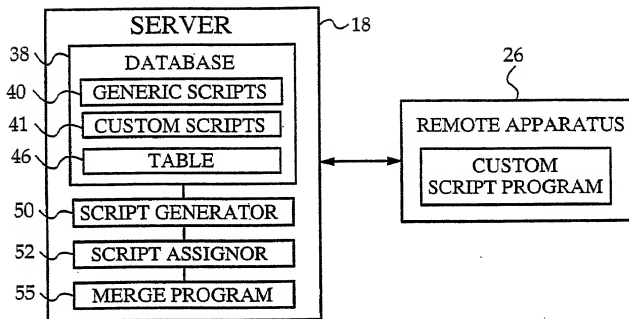 SERVER
18
38
DATABASE
40
GENERIC SCRIPTS
41
CUSTOM SCRIPTS
46
TABLE
50
SCRIPT GENERATOR
52
SCRIPT ASSIGNOR
55
MERGE PROGRAM
26
REMOTE APPARATUS
CUSTOM
SCRIPT PROGRAM